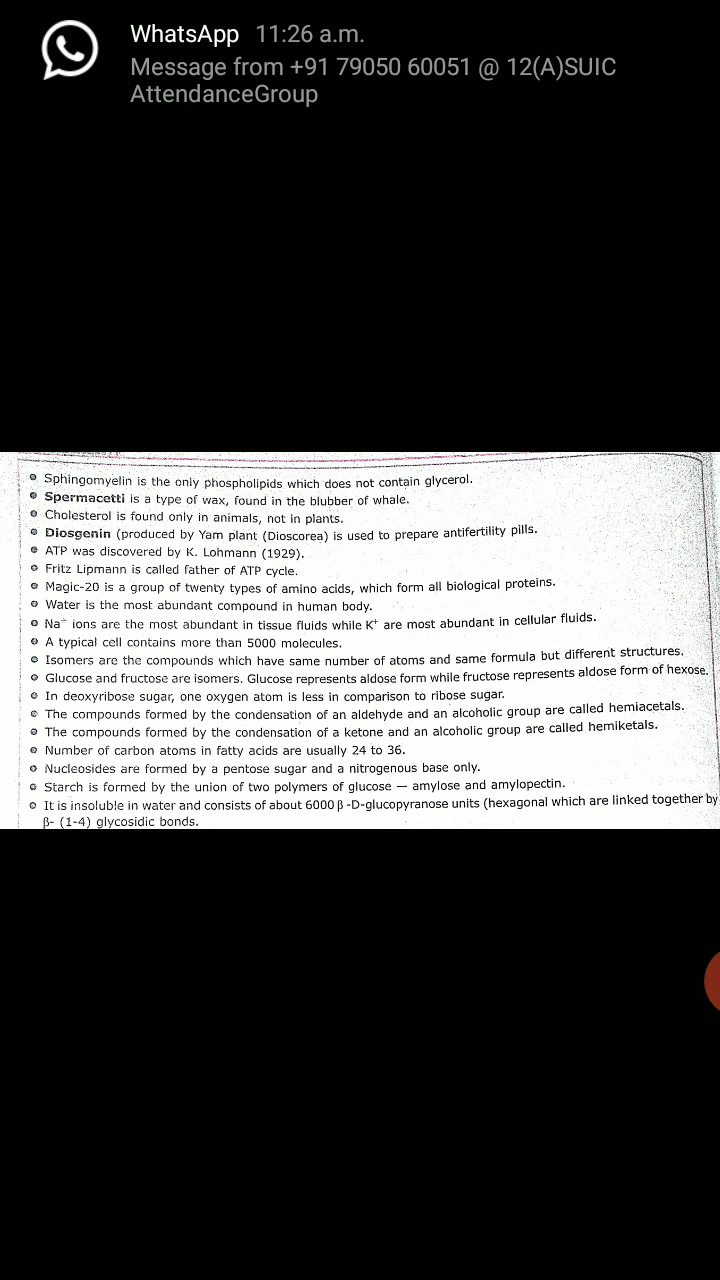 WhatsApp 11:26 a.m.
Message from +91 79050 60051 @ 12(A)SUIC
AttendanceGroup
Sphingomyelin is the only phospholipids which does not contain glycerol.
Spermacetti is a type of wax, found in the blubber of whale.
Cholesterol is found only in animals, not in plants.
Diosgenin (produced by Yam plant (Dioscorea) is used to prepare antifertility pills.
ATP was discovered by K. Lohmann (1929).
Fritz Lipmann is called father of ATP cycle.
Magic-20 is a group of twenty types of amino acids, which form all biological proteins.
Water is the most abundant compound in human body.
Na⁺ ions are the most abundant in tissue fluids while K⁺ are most abundant in cellular fluids.
A typical cell contains more than 5000 molecules.
Isomers are the compounds which have same number of atoms and same formula but different structures.
Glucose and fructose are isomers. Glucose represents aldose form while fructose represents aldose form of hexose.
In deoxyribose sugar, one oxygen atom is less in comparison to ribose sugar.
The compounds formed by the condensation of an aldehyde and an alcoholic group are called hemiacetals.
The compounds formed by the condensation of a ketone and an alcoholic group are called hemiketals.
Number of carbon atoms in fatty acids are usually 24 to 36.
Nucleosides are formed by a pentose sugar and a nitrogenous base only.
Starch is formed by the union of two polymers of glucose — amylose and amylopectin.
It is insoluble in water and consists of about 6000 β -D-glucopyranose units (hexagonal which are linked together by
β- (1-4) glycosidic bonds.